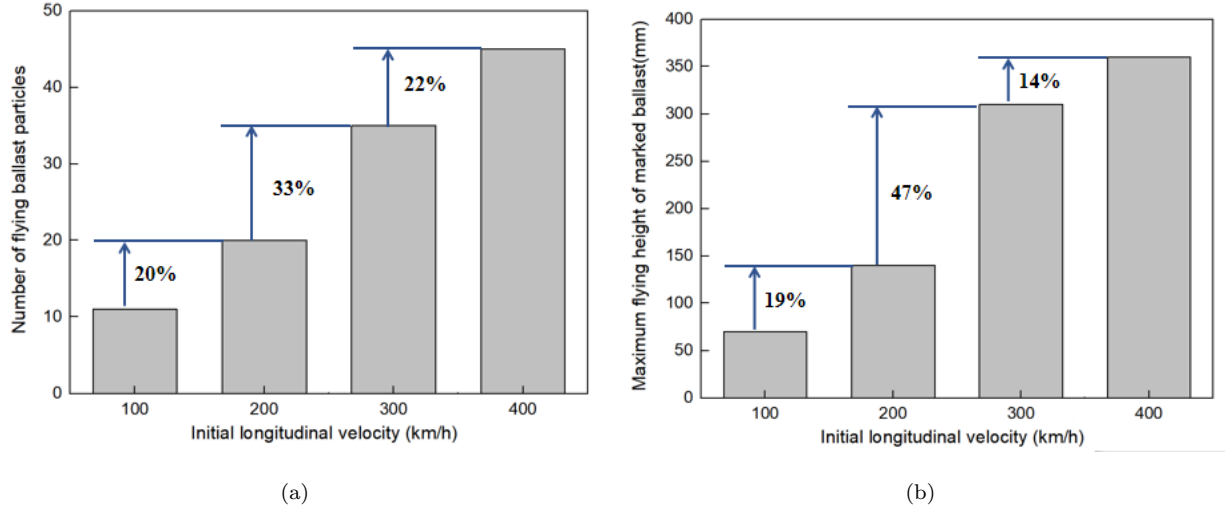 50
40
30
20
10
0
Number of flying ballast particles
20%
33%
22%
100 200 300 400
Initial longitudinal velocity (km/h)
(a)
400
350
300
250
200
150
100
50
0
Maximum flying height of marked ballast(mm)
19%
47%
14%
100 200 300 400
Initial longitudinal velocity (km/h)
(b)